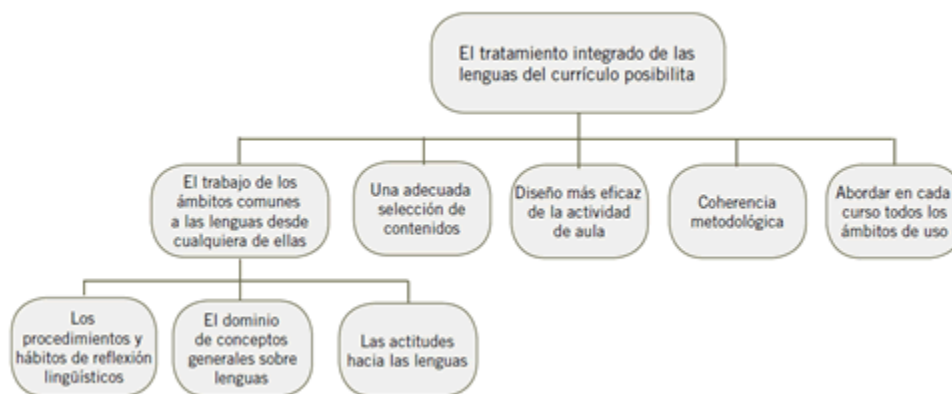 El tratamiento integrado de las
lenguas del currículo posibilita
El trabajo de los
ámbitos comunes
a las lenguas desde
cualquiera de ellas
Una adecuada
selección de
contenidos
Diseño más eficaz
de la actividad
de aula
Coherencia
metodológica
Abordar en cada
curso todos los
ámbitos de uso
Los
procedimientos y
hábitos de reflexión
lingüísticos
El dominio
de conceptos
generales sobre
lenguas
Las actitudes
hacia las lenguas